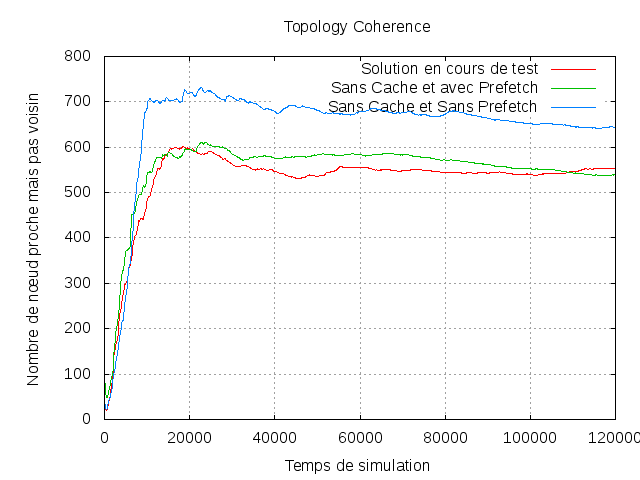 Topology Coherence
Nombre de nœud proche mais pas voisin
800
700
600
500
400
300
200
100
0
Solution en cours de test
Sans Cache et avec Prefetch
Sans Cache et Sans Prefetch
0 20000 40000 60000 80000 100000 120000
Temps de simulation